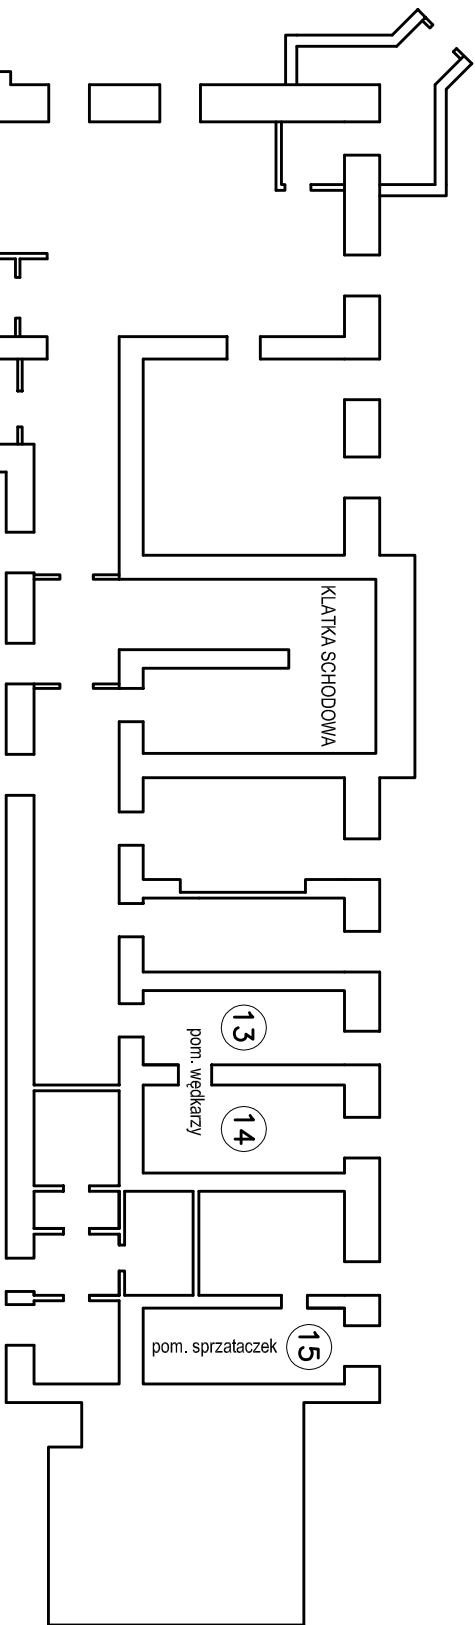 KLATKA SCHODOWA
13
pom. wędkarzy
14
15
pom. sprzataczek